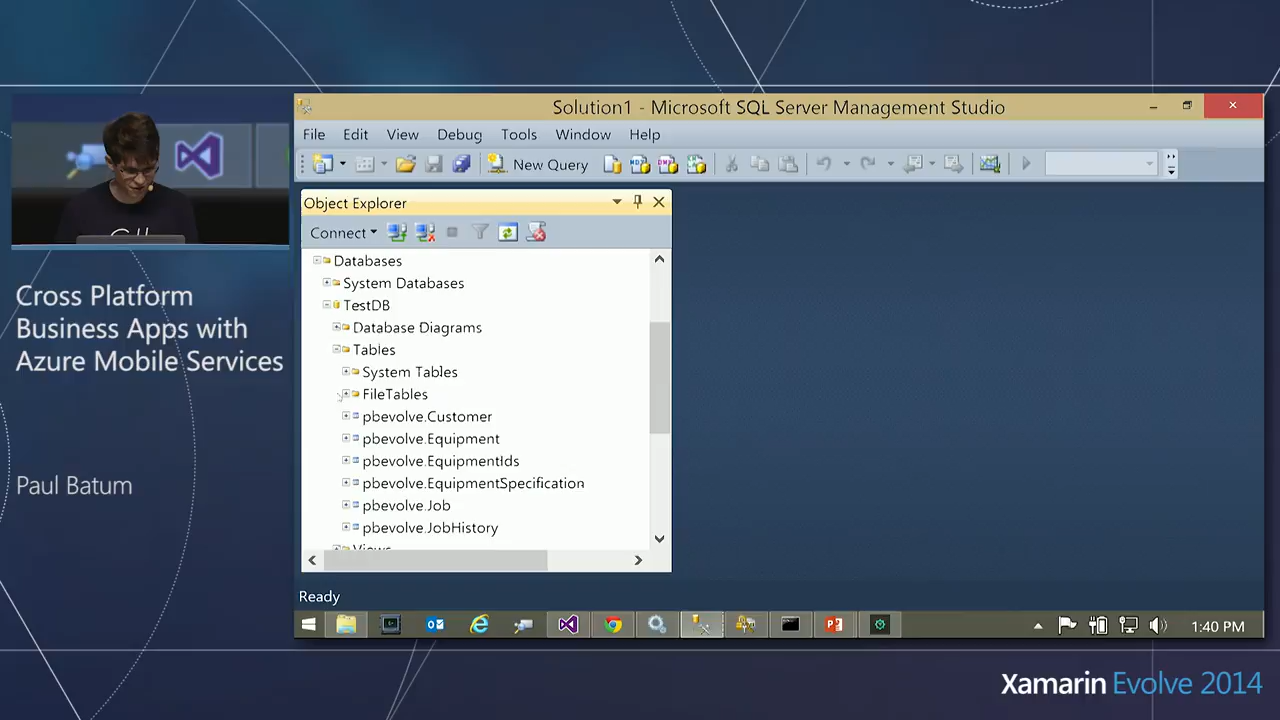 Solution1 - Microsoft SQL Server Management Studio
File Edit View Debug Tools Window Help
New Query
Object Explorer
Connect
Databases
System Databases
TestDB
Database Diagrams
Tables
System Tables
FileTables
pbevolve.Customer
pbevolve.Equipment
pbevolve.EquipmentIds
pbevolve.EquipmentSpecification
pbevolve.Job
pbevolve.JobHistory
Views
Ready
1:40 PM
Cross Platform
Business Apps with
Azure Mobile Services
Paul Batum
Xamarin Evolve 2014